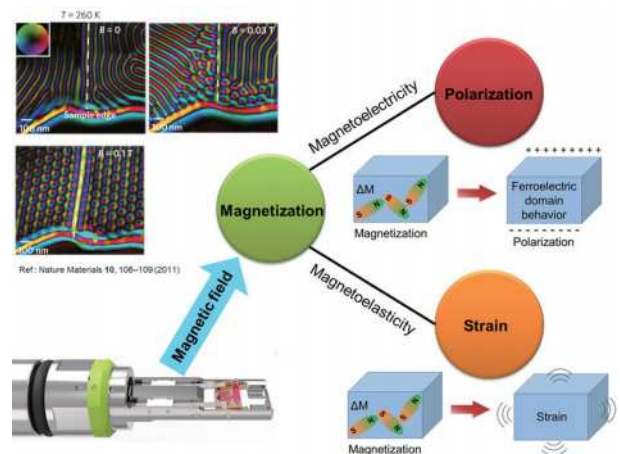 T = 260 K
B = 0
B = 0.03 T
Sample edge
100 nm
100 nm
B = 0.1 T
100 nm
Ref : Nature Materials 10, 106–109 (2011)
Magnetic field
Magnetization
Magnetoelectricity
Polarization
ΔM
S N S N S N
Magnetization
+ + + + + + + + +
Ferroelectric
domain
behavior
- - - - - - - - -
Polarization
Magnetoelasticity
Strain
ΔM
S N S N S N
Magnetization
Strain